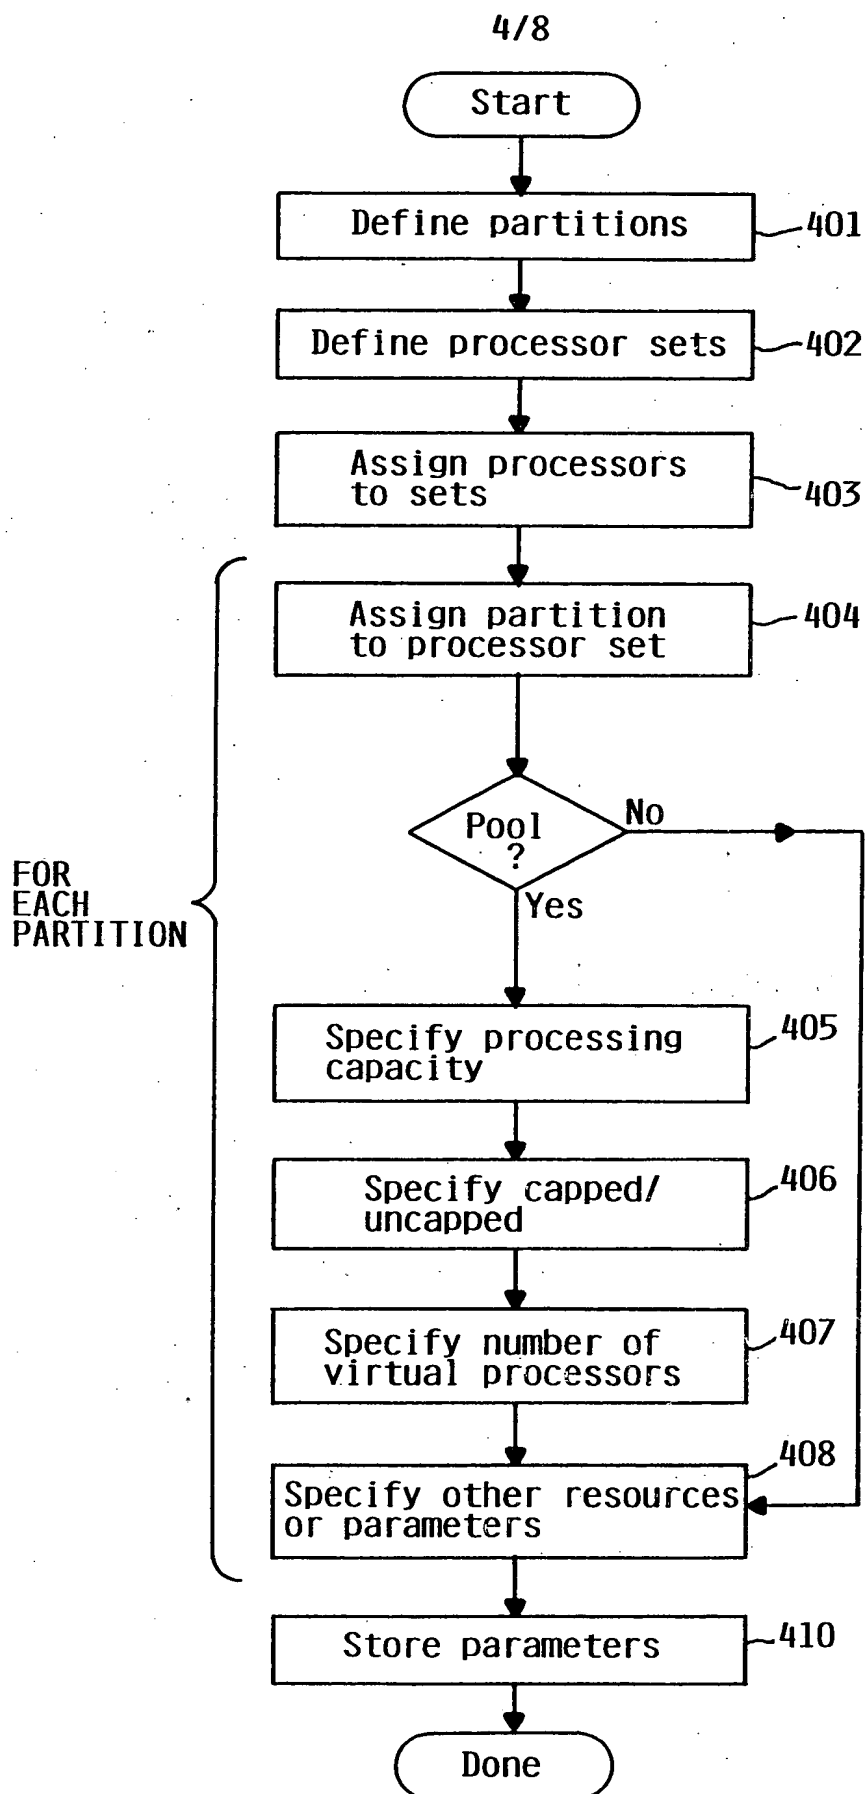 4/8
Start
Define partitions
401
Define processor sets
402
Assign processors
to sets
403
Assign partition
to processor set
404
Pool
?
No
Yes
FOR
EACH
PARTITION
Specify processing
capacity
405
Specify capped/
uncapped
406
Specify number of
virtual processors
407
Specify other resources
or parameters
408
Store parameters
410
Done